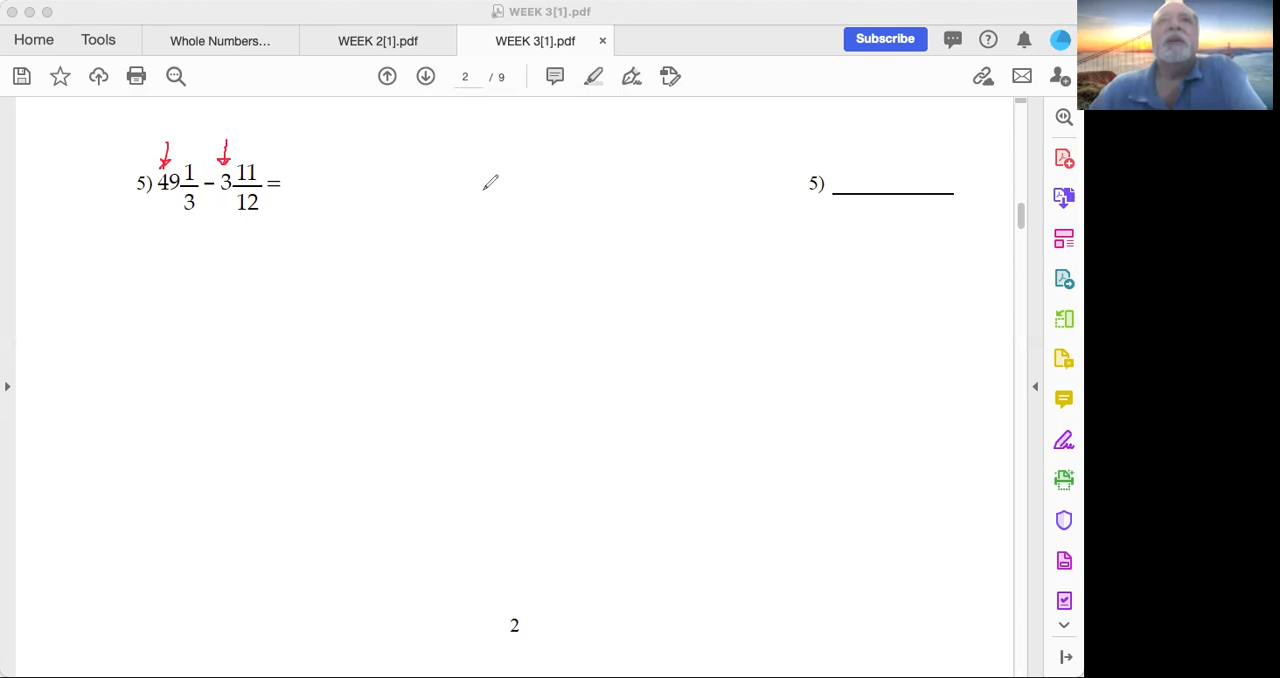 WEEK 3[1].pdf
Home Tools Whole Numbers... WEEK 2[1].pdf WEEK 3[1].pdf × Subscribe
2 / 9
5) 49 1/3 − 3 11/12 =
5) ____________
2